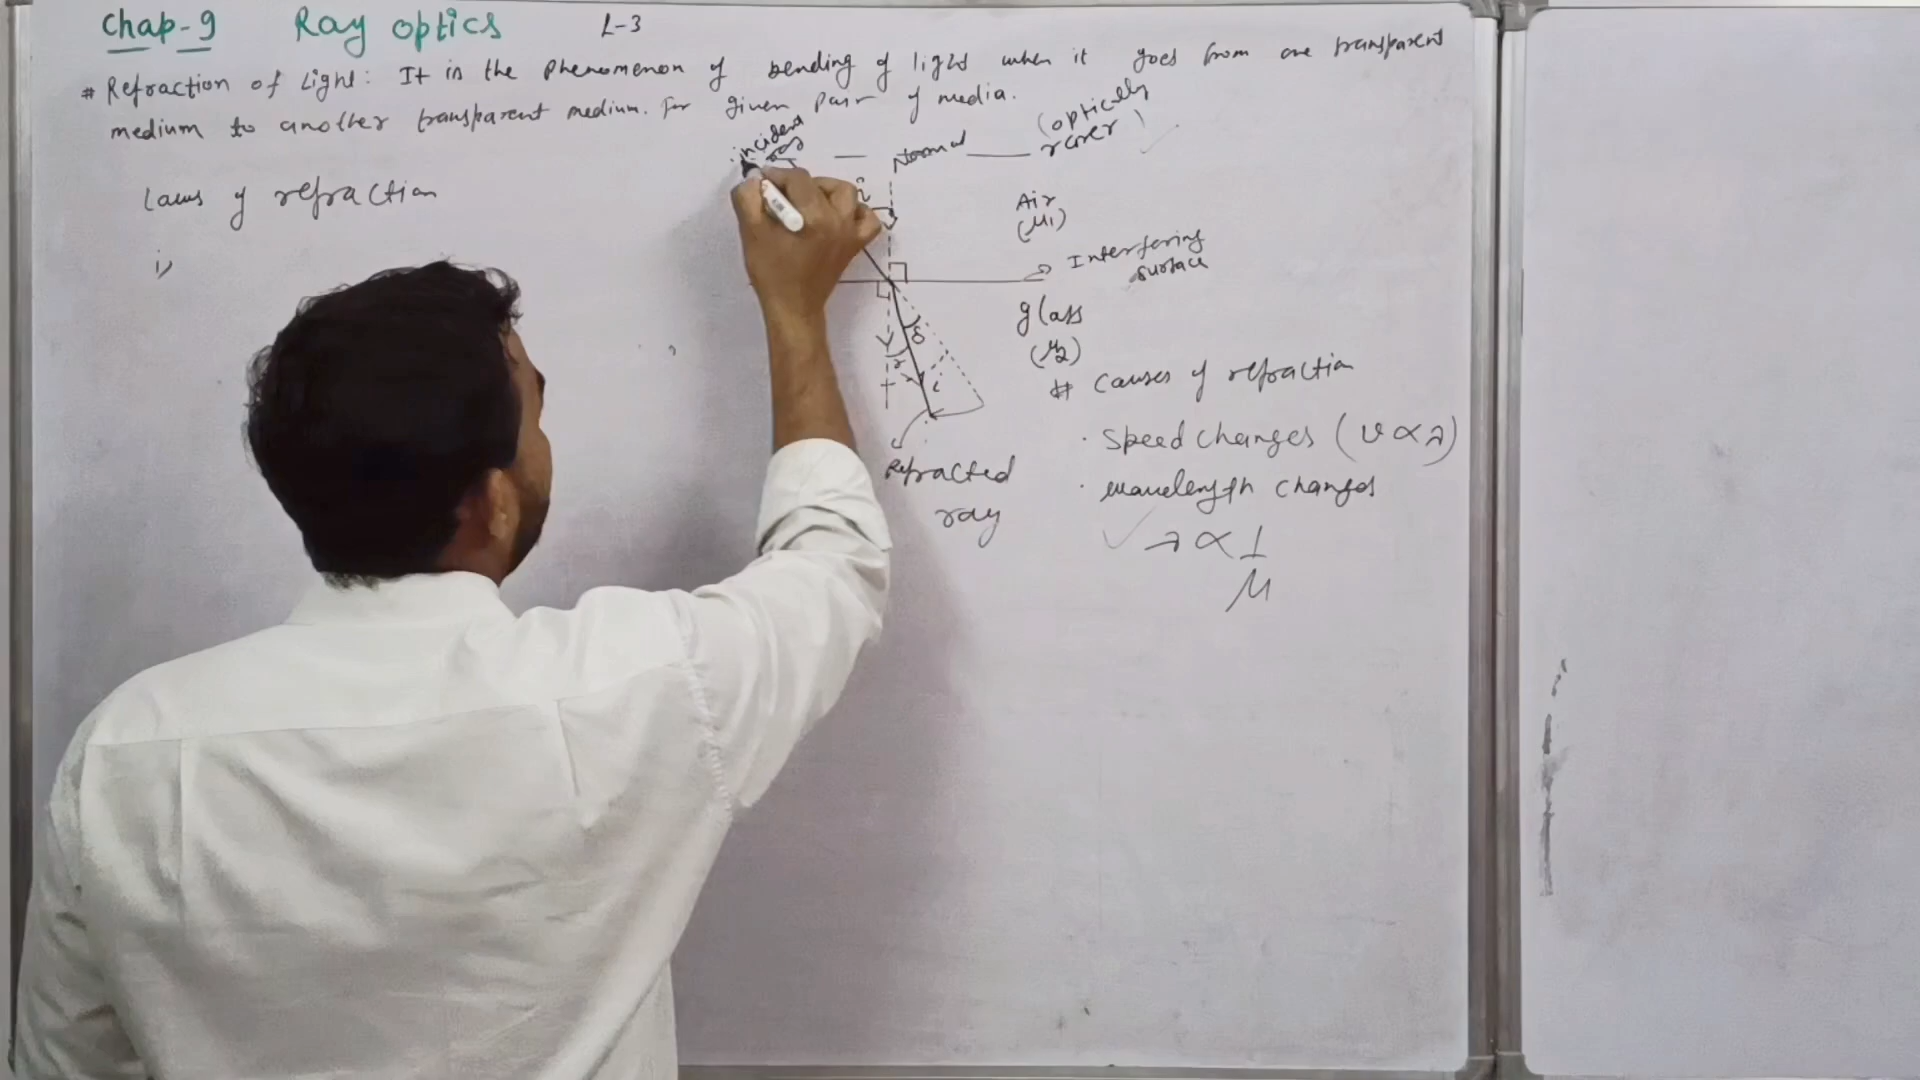 Chap-9 Ray optics L-3
# Refraction of Light: It is the Phenomenon of bending of light when it goes from one transparent
medium to another transparent medium. For given Pair of media.
incident
ray
Normal
(optically
rarer)
Laws of refraction
i)
i
Air
(μ1)
Interfering
surface
glass
(μ2)
δ
r
i
# Causes of refraction
· Speed changes (v ∝ λ)
Refracted
ray
· wavelength changes
λ ∝ 1/μ